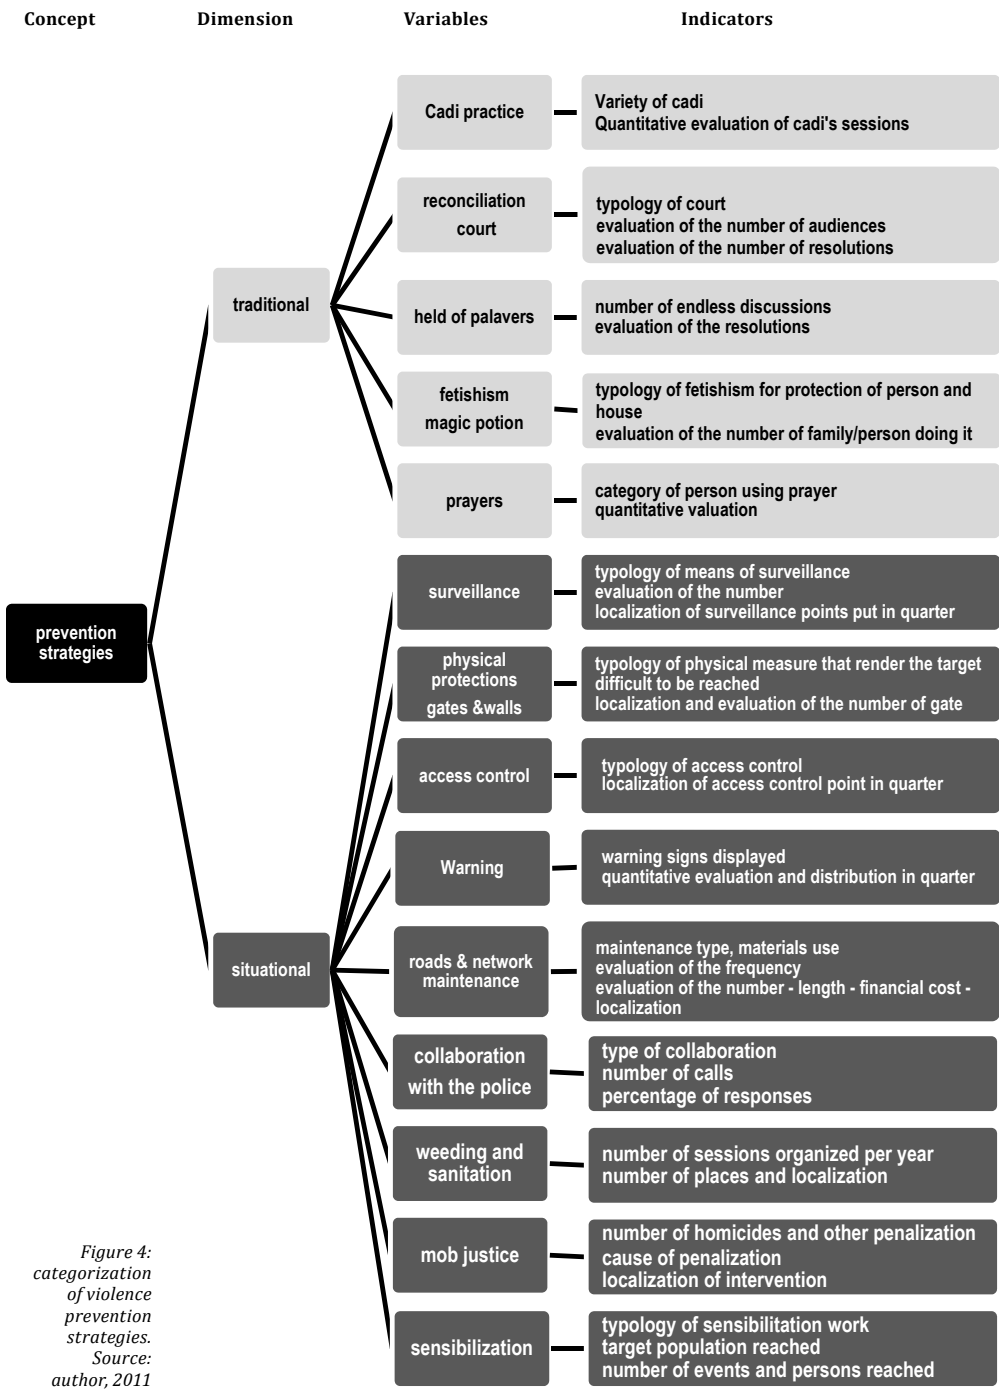 Concept Dimension Variables Indicators
Cadi practice
Variety of cadi
Quantitative evaluation of cadi's sessions
reconciliation
court
typology of court
evaluation of the number of audiences
evaluation of the number of resolutions
traditional
held of palavers
number of endless discussions
evaluation of the resolutions
fetishism
magic potion
typology of fetishism for protection of person and
house
evaluation of the number of family/person doing it
prayers
category of person using prayer
quantitative valuation
prevention
strategies
surveillance
typology of means of surveillance
evaluation of the number
localization of surveillance points put in quarter
physical
protections
gates &walls
typology of physical measure that render the target
difficult to be reached
localization and evaluation of the number of gate
access control
typology of access control
localization of access control point in quarter
Warning
warning signs displayed
quantitative evaluation and distribution in quarter
situational
roads & network
maintenance
maintenance type, materials use
evaluation of the frequency
evaluation of the number - length - financial cost -
localization
collaboration
with the police
type of collaboration
number of calls
percentage of responses
weeding and
sanitation
number of sessions organized per year
number of places and localization
mob justice
number of homicides and other penalization
cause of penalization
localization of intervention
sensibilization
typology of sensibilitation work
target population reached
number of events and persons reached
Figure 4:
categorization
of violence
prevention
strategies.
Source:
author, 2011